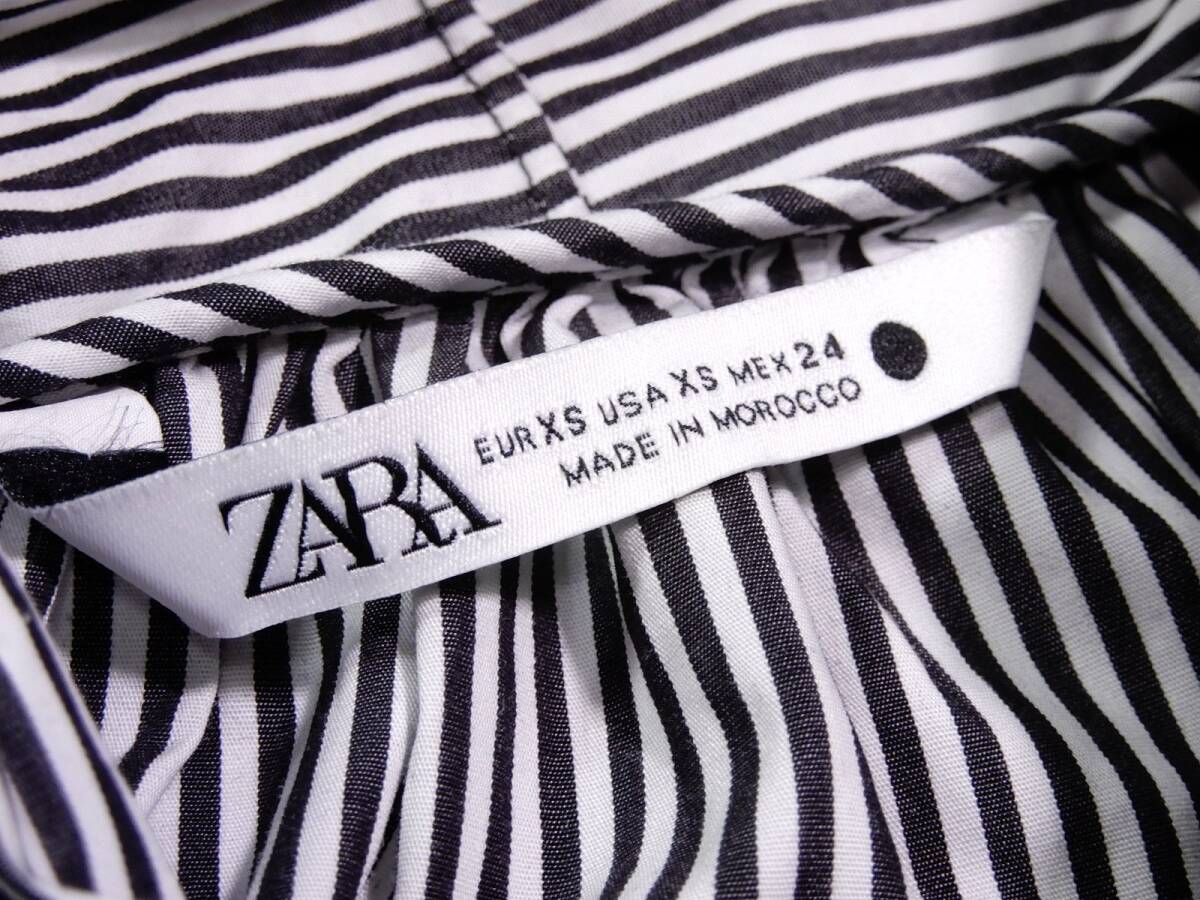 ZARA
EUR XS USA XS MEX 24
MADE IN MOROCCO